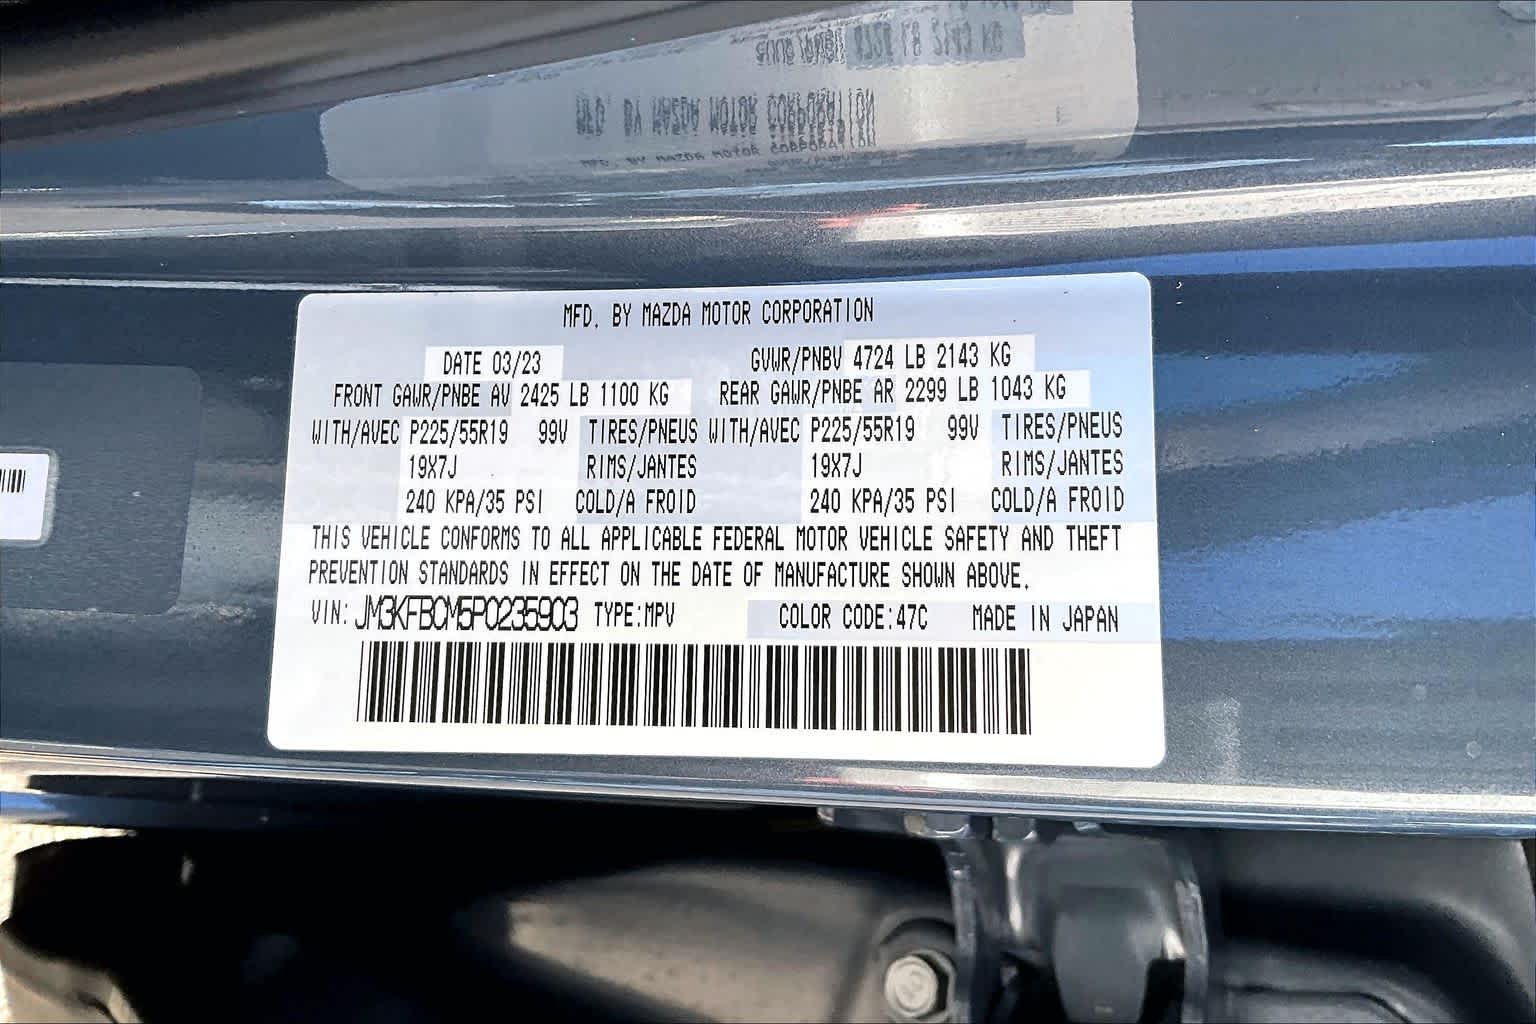 MFD. BY MAZDA MOTOR CORPORATION
DATE 03/23 GVWR/PNBV 4724 LB 2143 KG
FRONT GAWR/PNBE AV 2425 LB 1100 KG REAR GAWR/PNBE AR 2299 LB 1043 KG
WITH/AVEC P225/55R19 99V TIRES/PNEUS WITH/AVEC P225/55R19 99V TIRES/PNEUS
19X7J RIMS/JANTES 19X7J RIMS/JANTES
240 KPA/35 PSI COLD/A FROID 240 KPA/35 PSI COLD/A FROID
THIS VEHICLE CONFORMS TO ALL APPLICABLE FEDERAL MOTOR VEHICLE SAFETY AND THEFT
PREVENTION STANDARDS IN EFFECT ON THE DATE OF MANUFACTURE SHOWN ABOVE.
VIN: JM3KFBCM5P0235903 TYPE:MPV COLOR CODE:47C MADE IN JAPAN